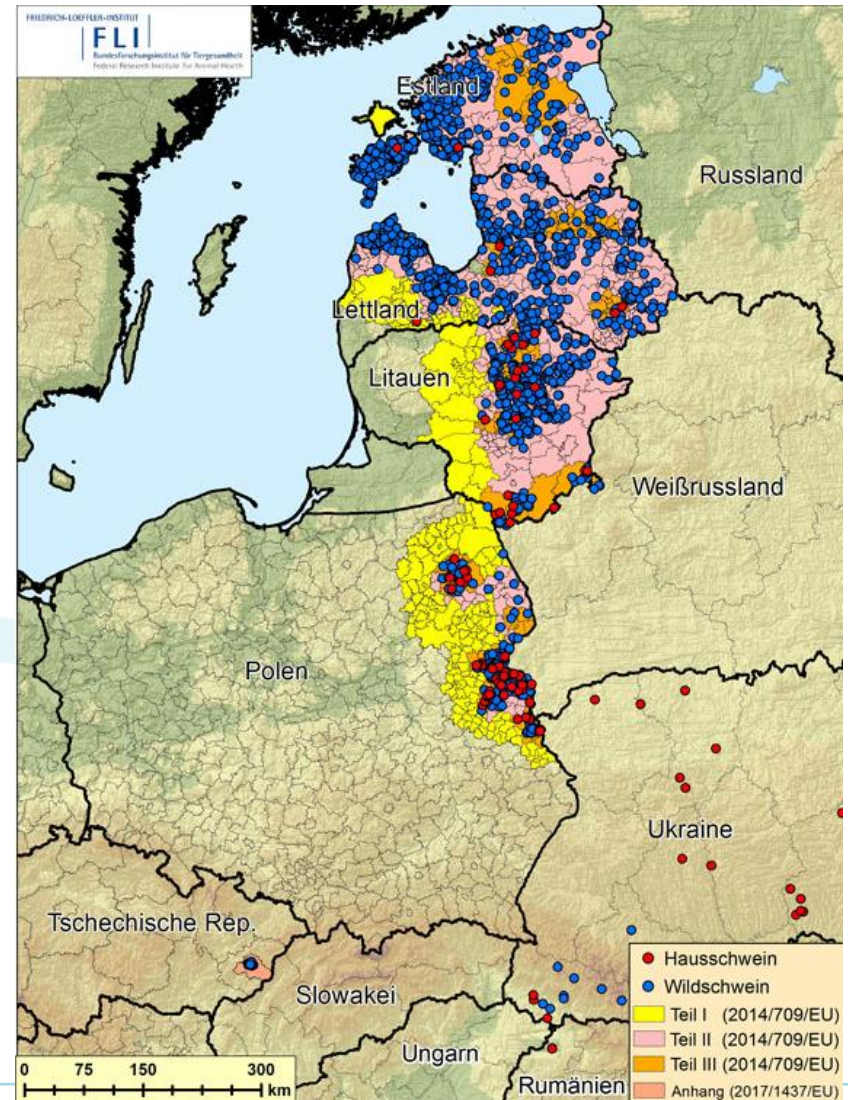 FRIEDRICH-LOEFFLER-INSTITUT
FLI
Bundesforschungsinstitut für Tiergesundheit
Federal Research Institute for Animal Health
Estland
Russland
Lettland
Litauen
Weißrussland
Polen
Ukraine
Tschechische Rep.
Slowakei
Ungarn
Rumänien
Hausschwein
Wildschwein
Teil I (2014/709/EU)
Teil II (2014/709/EU)
Teil III (2014/709/EU)
Anhang (2017/1437/EU)
0 75 150 300
km